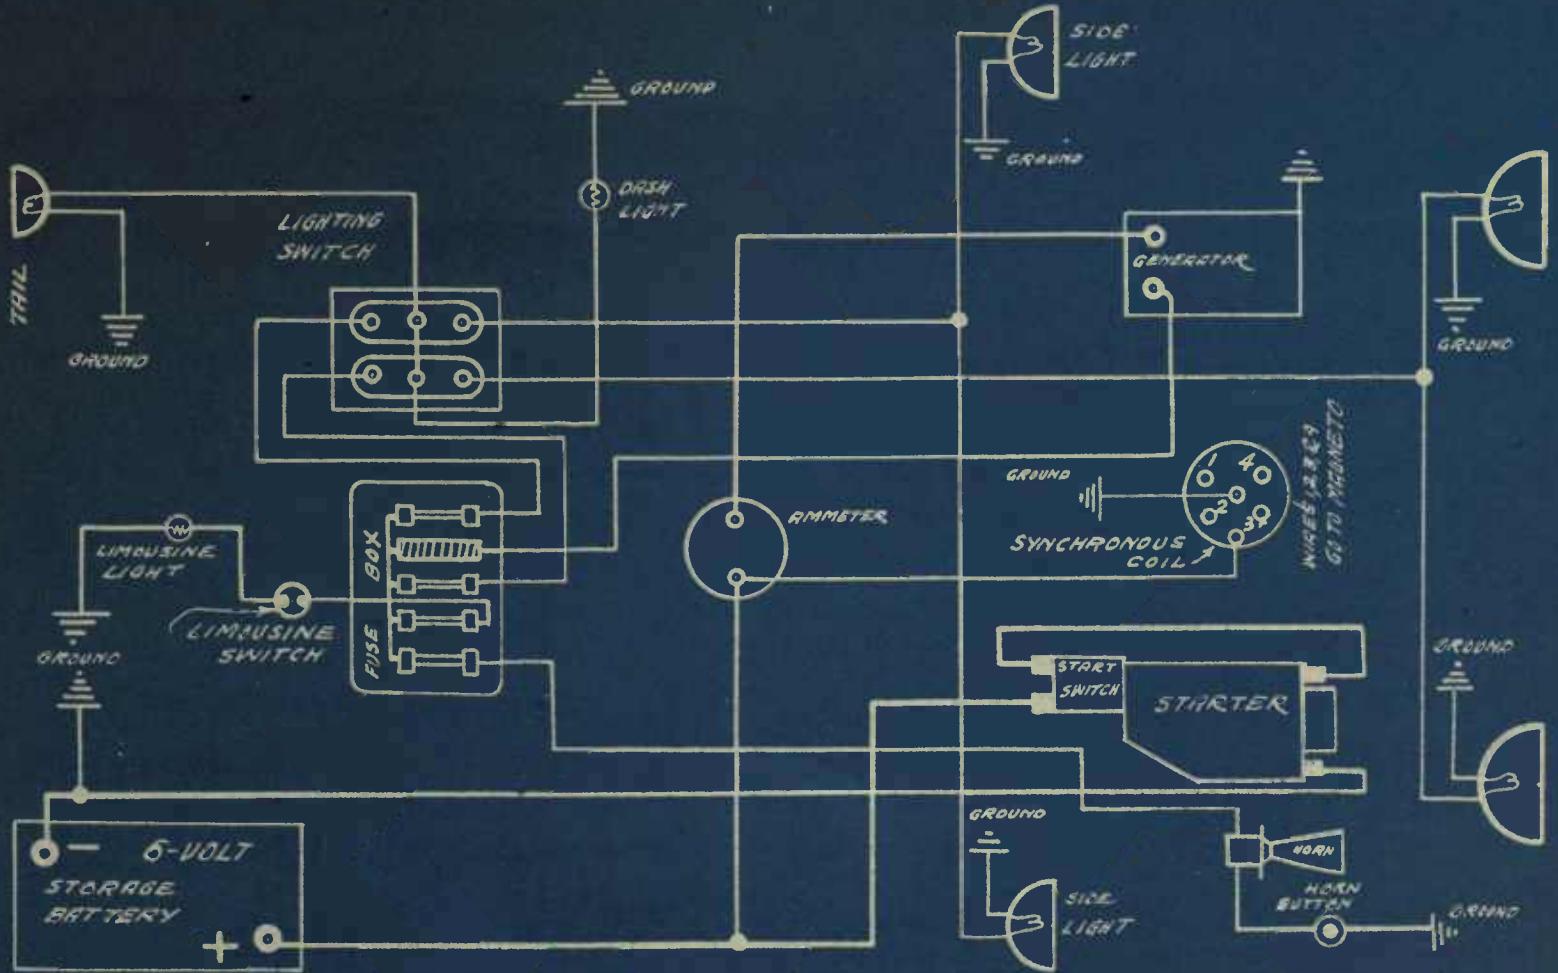 SIDE
LIGHT
GROUND
GROUND
DASH
LIGHT
LIGHTING
SWITCH
TAIL
GROUND
GENERATOR
GROUND
GROUND
1
4
2
3+
WIRES 1, 2, 3 & 4
GO TO MAGNETO
AMMETER
SYNCHRONOUS
COIL
LIMOUSINE
LIGHT
FUSE BOX
LIMOUSINE
SWITCH
GROUND
START
SWITCH
STARTER
GROUND
6-VOLT
STORAGE
BATTERY
−
+
GROUND
SIDE
LIGHT
HORN
HORN
BUTTON
GROUND